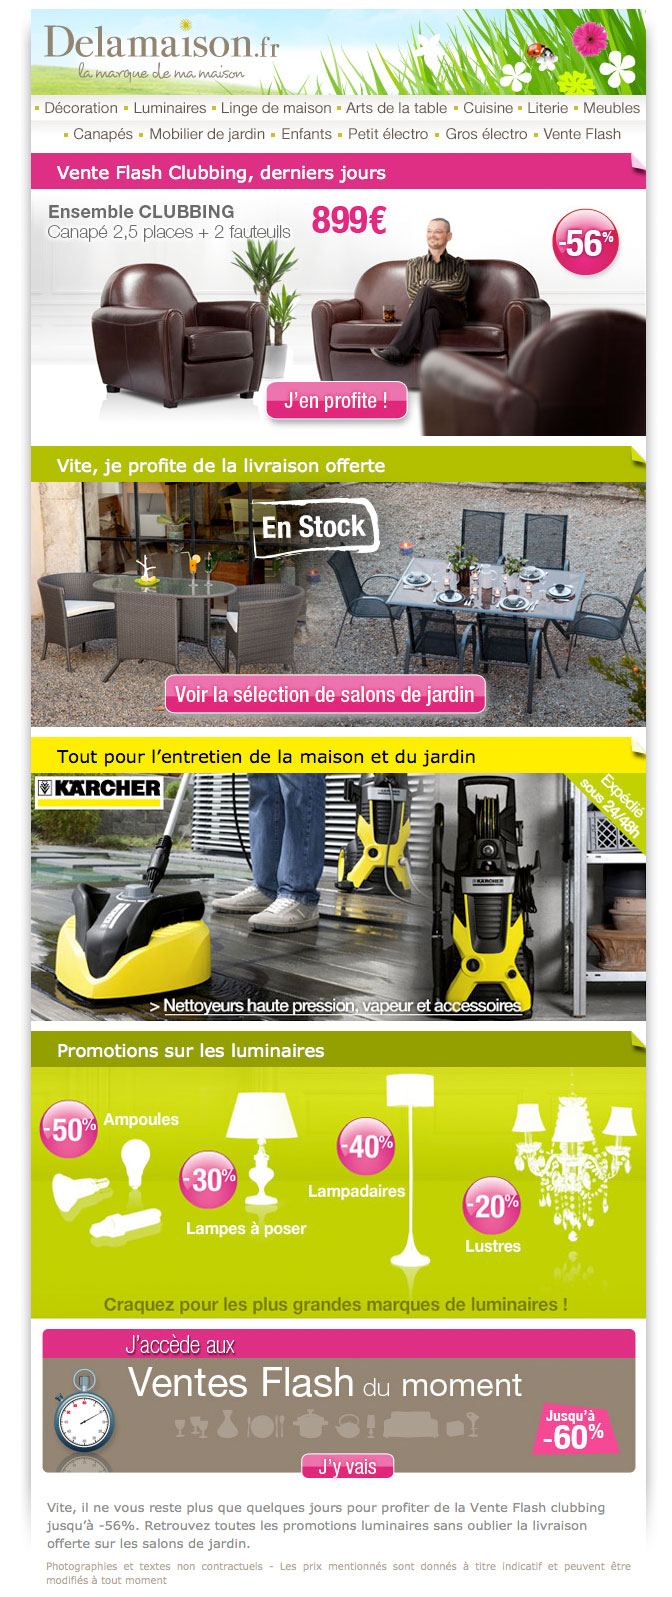 Delamaison.fr
la marque de ma maison
Décoration Luminaires Linge de maison Arts de la table Cuisine Literie Meubles
Canapés Mobilier de jardin Enfants Petit électro Gros électro Vente Flash
Vente Flash Clubbing, derniers jours
Ensemble CLUBBING
Canapé 2,5 places + 2 fauteuils
899€
-56%
J'en profite !
Vite, je profite de la livraison offerte
En Stock
Voir la sélection de salons de jardin
Tout pour l'entretien de la maison et du jardin
KÄRCHER
Expédié
sous 24/48h
KÄRCHER
> Nettoyeurs haute pression, vapeur et accessoires
Promotions sur les luminaires
-50%
Ampoules
-30%
Lampes à poser
-40%
Lampadaires
-20%
Lustres
Craquez pour les plus grandes marques de luminaires !
J'accède aux
Ventes Flash du moment
Jusqu'à
-60%
J'y vais
Vite, il ne vous reste plus que quelques jours pour profiter de la Vente Flash clubbing
jusqu'à -56%. Retrouvez toutes les promotions luminaires sans oublier la livraison
offerte sur les salons de jardin.
Photographies et textes non contractuels - Les prix mentionnés sont donnés à titre indicatif et peuvent être
modifiés à tout moment